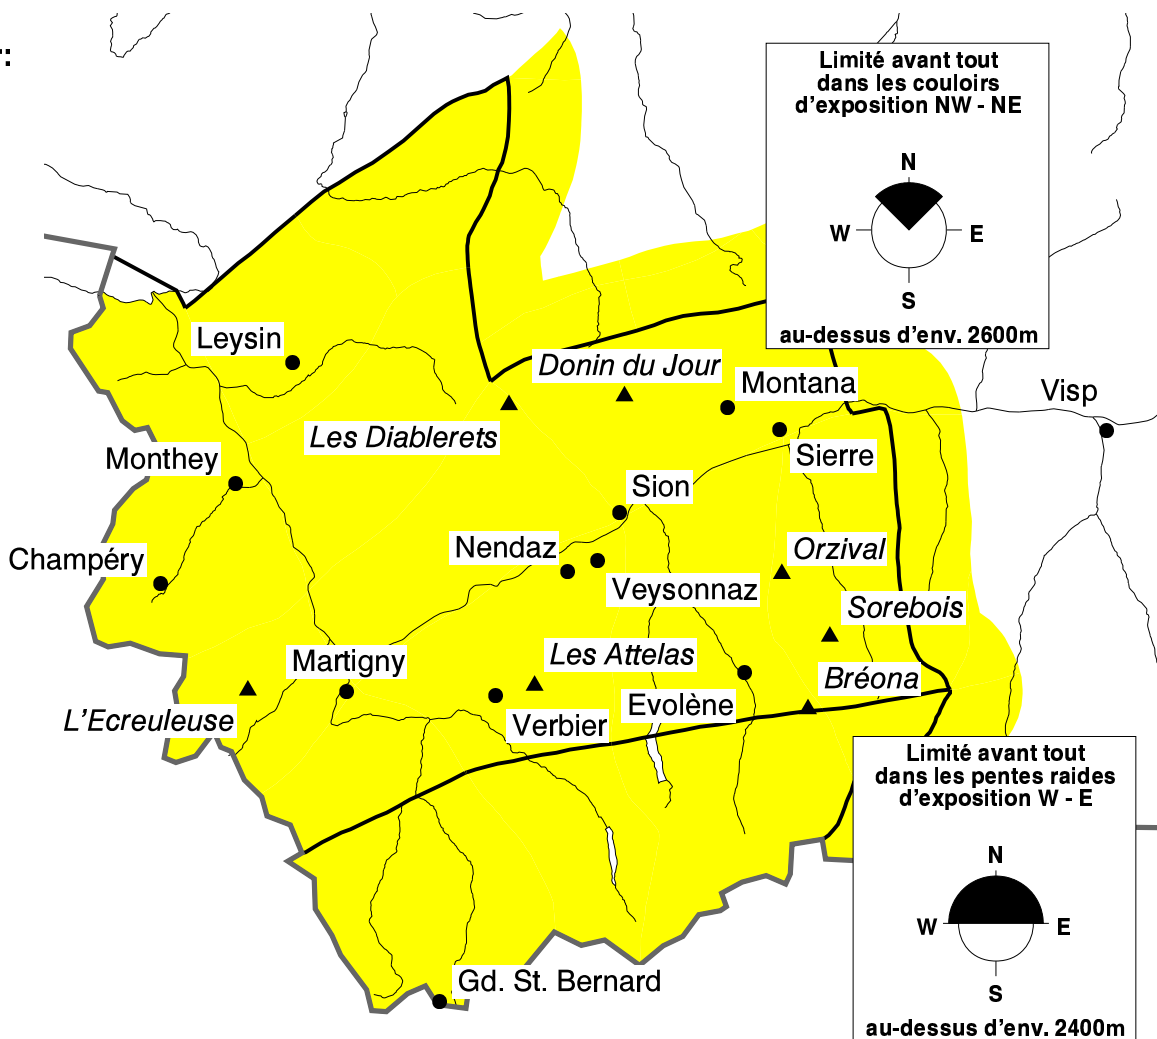 r:
Limité avant tout
dans les couloirs
d'exposition NW - NE
N
W
E
S
au-dessus d'env. 2600m
Leysin
Donin du Jour
Montana
Visp
Les Diablerets
Sierre
Monthey
Sion
Champéry
Nendaz
Orzival
Veysonnaz
Sorebois
Martigny
Les Attelas
Bréona
L'Ecreuleuse
Evolène
Verbier
Limité avant tout
dans les pentes raides
d'exposition W - E
N
W
E
S
au-dessus d'env. 2400m
Gd. St. Bernard